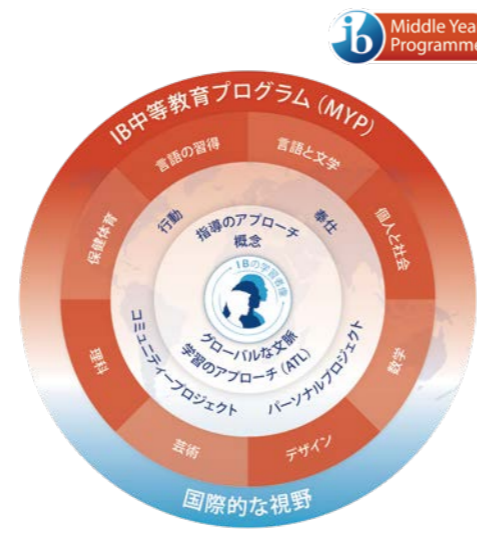 ib
Middle Yea
Programme
IB中等教育プログラム(MYP)
言語の習得
言語と文学
保健体育
個人と社会
理科
数学
芸術
デザイン
行動
奉仕
指導のアプローチ
概念
IBの学習者像
グローバルな文脈
学習のアプローチ(ATL)
コミュニティープロジェクト
パーソナルプロジェクト
国際的な視野